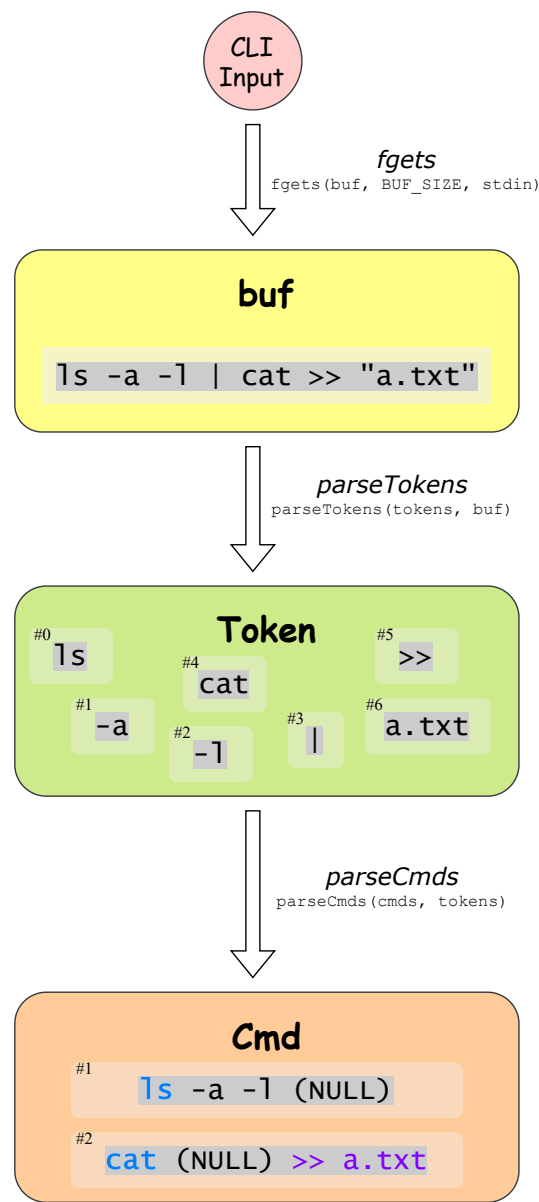 CLI
Input
fgets
fgets(buf, BUF_SIZE, stdin)
buf
ls -a -l | cat >> "a.txt"
parseTokens
parseTokens(tokens, buf)
Token
#0 ls
#4 cat
#5 >>
#1 -a
#2 -l
#3 |
#6 a.txt
parseCmds
parseCmds(cmds, tokens)
Cmd
#1 ls -a -l (NULL)
#2 cat (NULL) >> a.txt